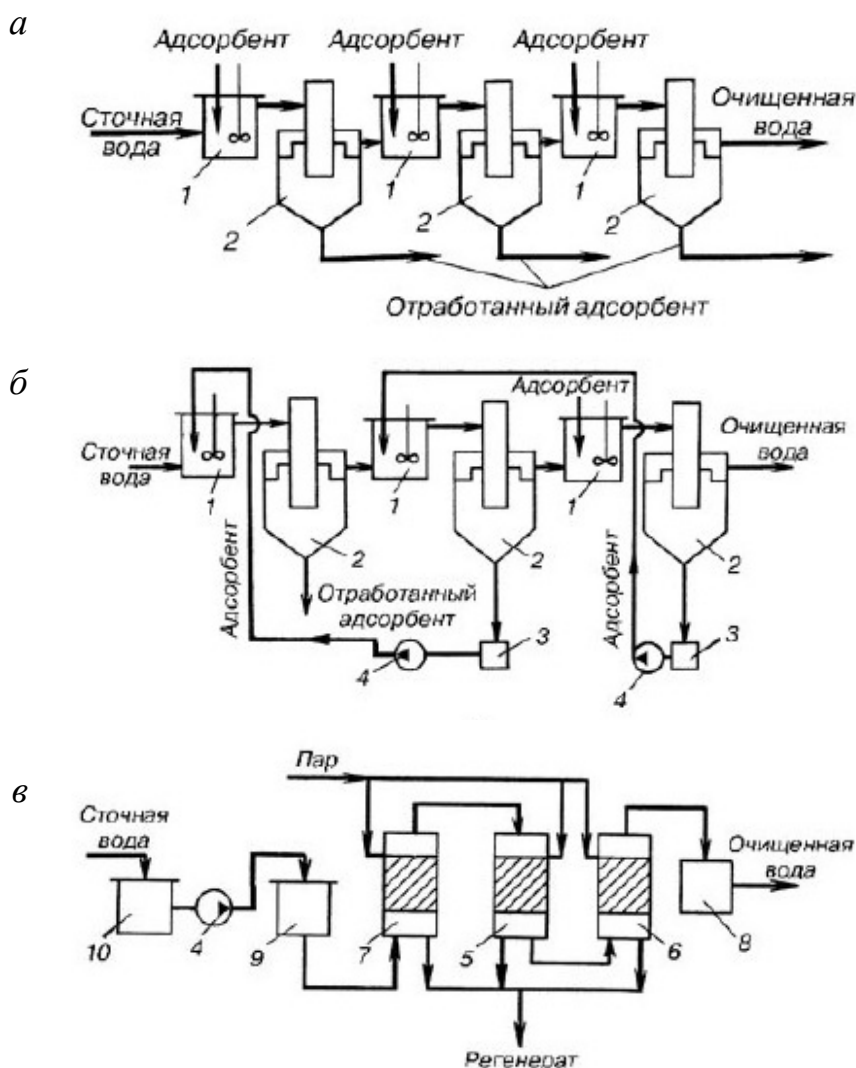 а
Адсорбент Адсорбент Адсорбент
Сточная
вода
Очищенная
вода
1 1 1
2 2 2
Отработанный адсорбент
б
Адсорбент
Сточная
вода
Очищенная
вода
1 1 1
2 2 2
Адсорбент
Отработанный
адсорбент
Адсорбент
3 3
4 4
в
Пар
Сточная
вода
Очищенная
вода
10 4 9 7 5 6 8
Регенерат